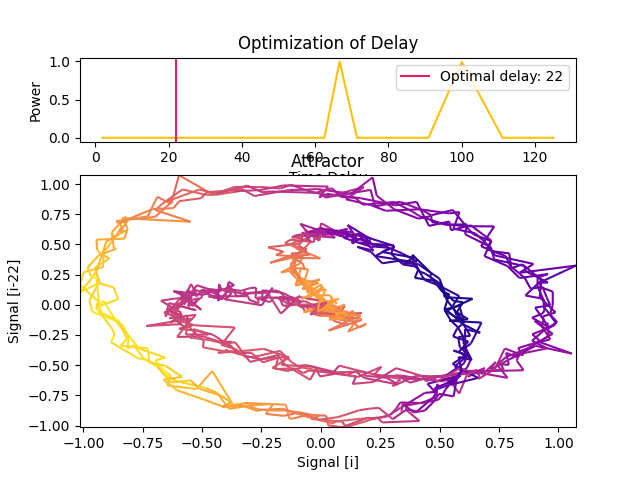 Optimization of Delay
1.0
0.5
0.0
Power
Optimal delay: 22
0 20 40 60 80 100 120
Time Delay
Attractor
1.00
0.75
0.50
0.25
0.00
−0.25
−0.50
−0.75
−1.00
Signal [i-22]
−1.00 −0.75 −0.50 −0.25 0.00 0.25 0.50 0.75 1.00
Signal [i]